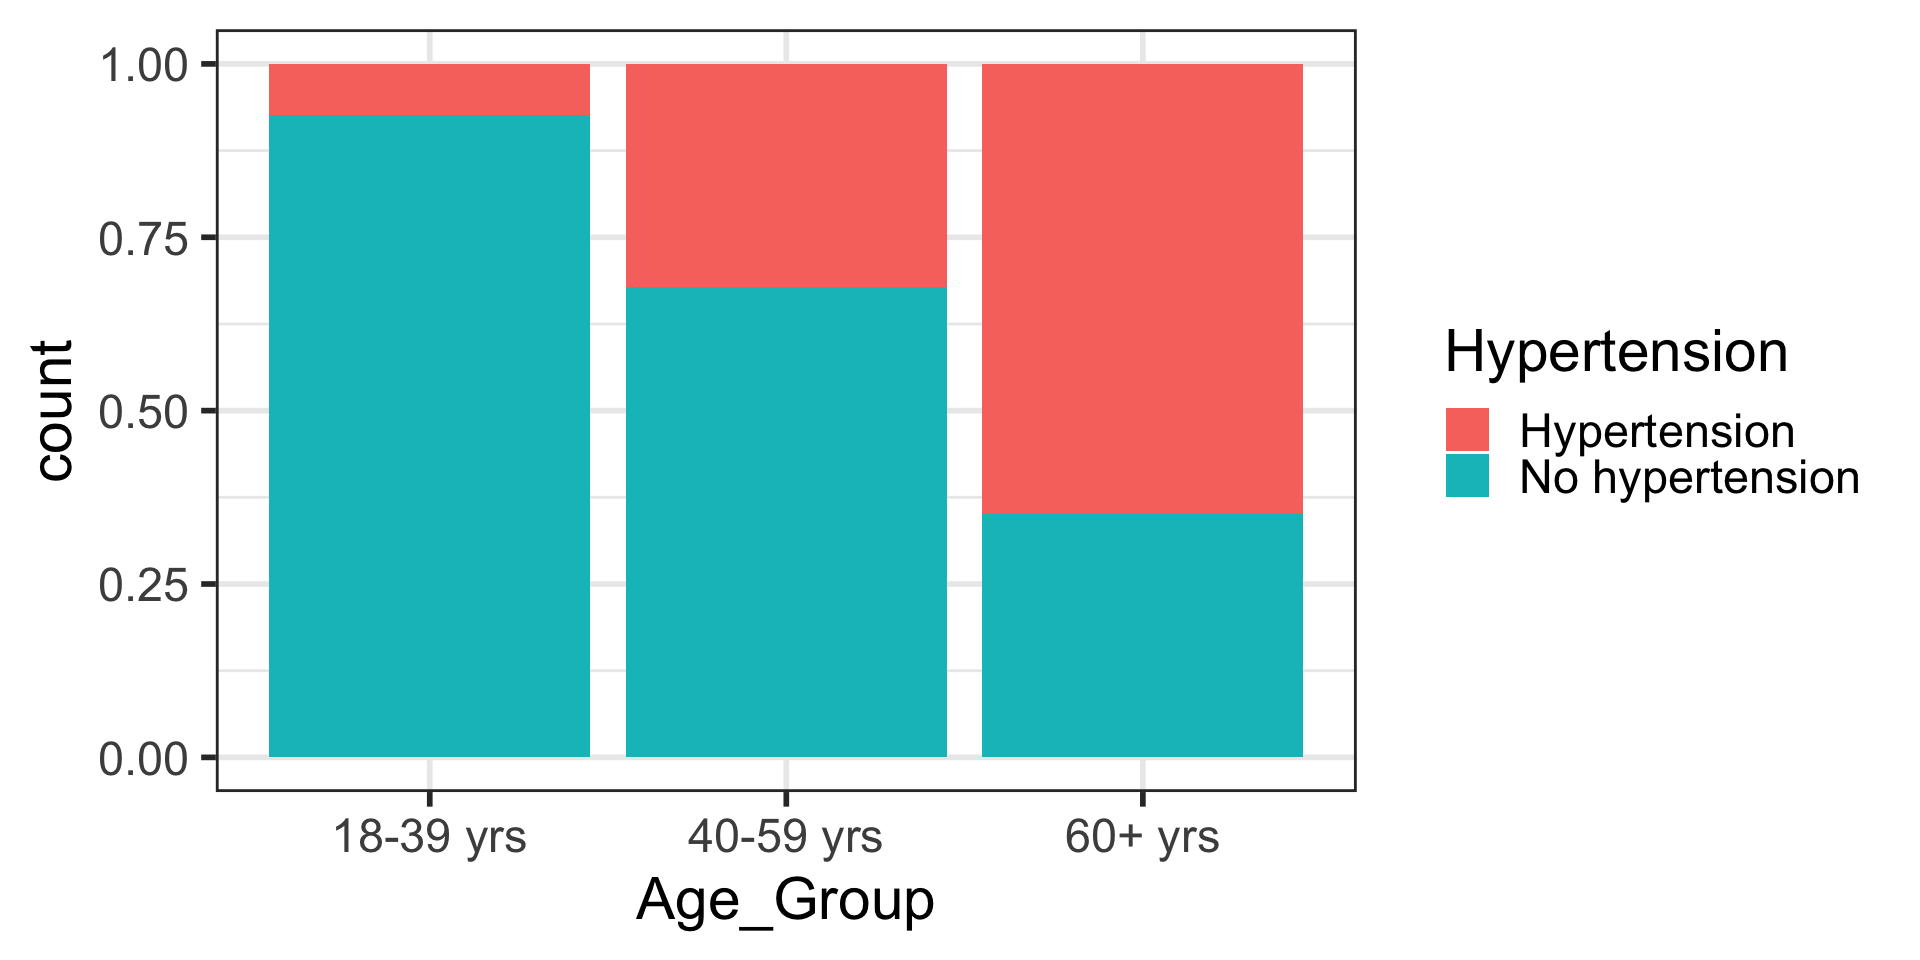 1.00
0.75
0.50
0.25
0.00
count
18-39 yrs
40-59 yrs
60+ yrs
Age_Group
Hypertension
Hypertension
No hypertension